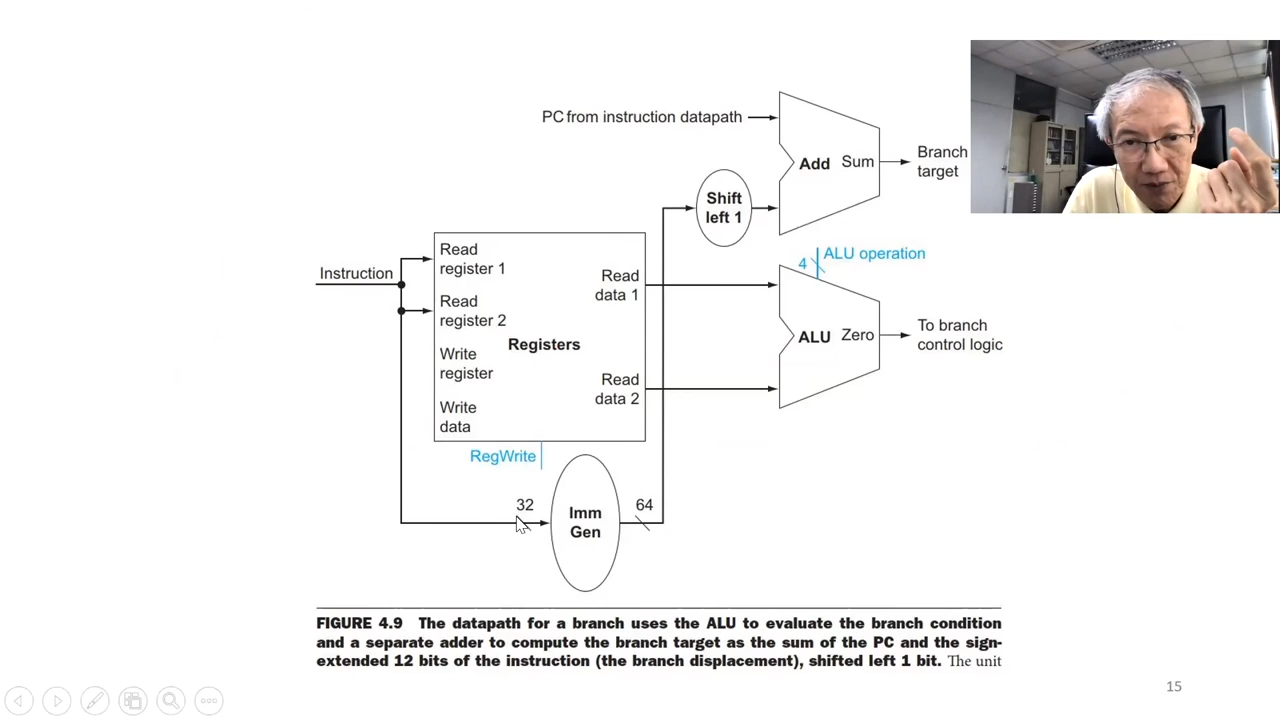 PC from instruction datapath
Add Sum
Branch
target
Shift
left 1
4
ALU operation
Instruction
Read
register 1
Read
data 1
Read
register 2
Registers
Write
register
Read
data 2
Write
data
ALU Zero
To branch
control logic
RegWrite
32
Imm
Gen
64
FIGURE 4.9 The datapath for a branch uses the ALU to evaluate the branch condition
and a separate adder to compute the branch target as the sum of the PC and the sign-
extended 12 bits of the instruction (the branch displacement), shifted left 1 bit. The unit
15